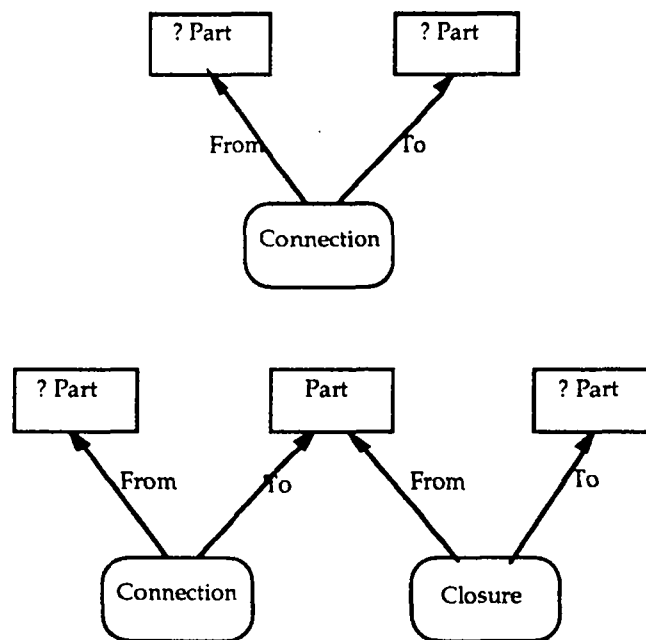 ? Part
? Part
From
To
Connection
? Part
Part
? Part
From
To
From
To
Connection
Closure